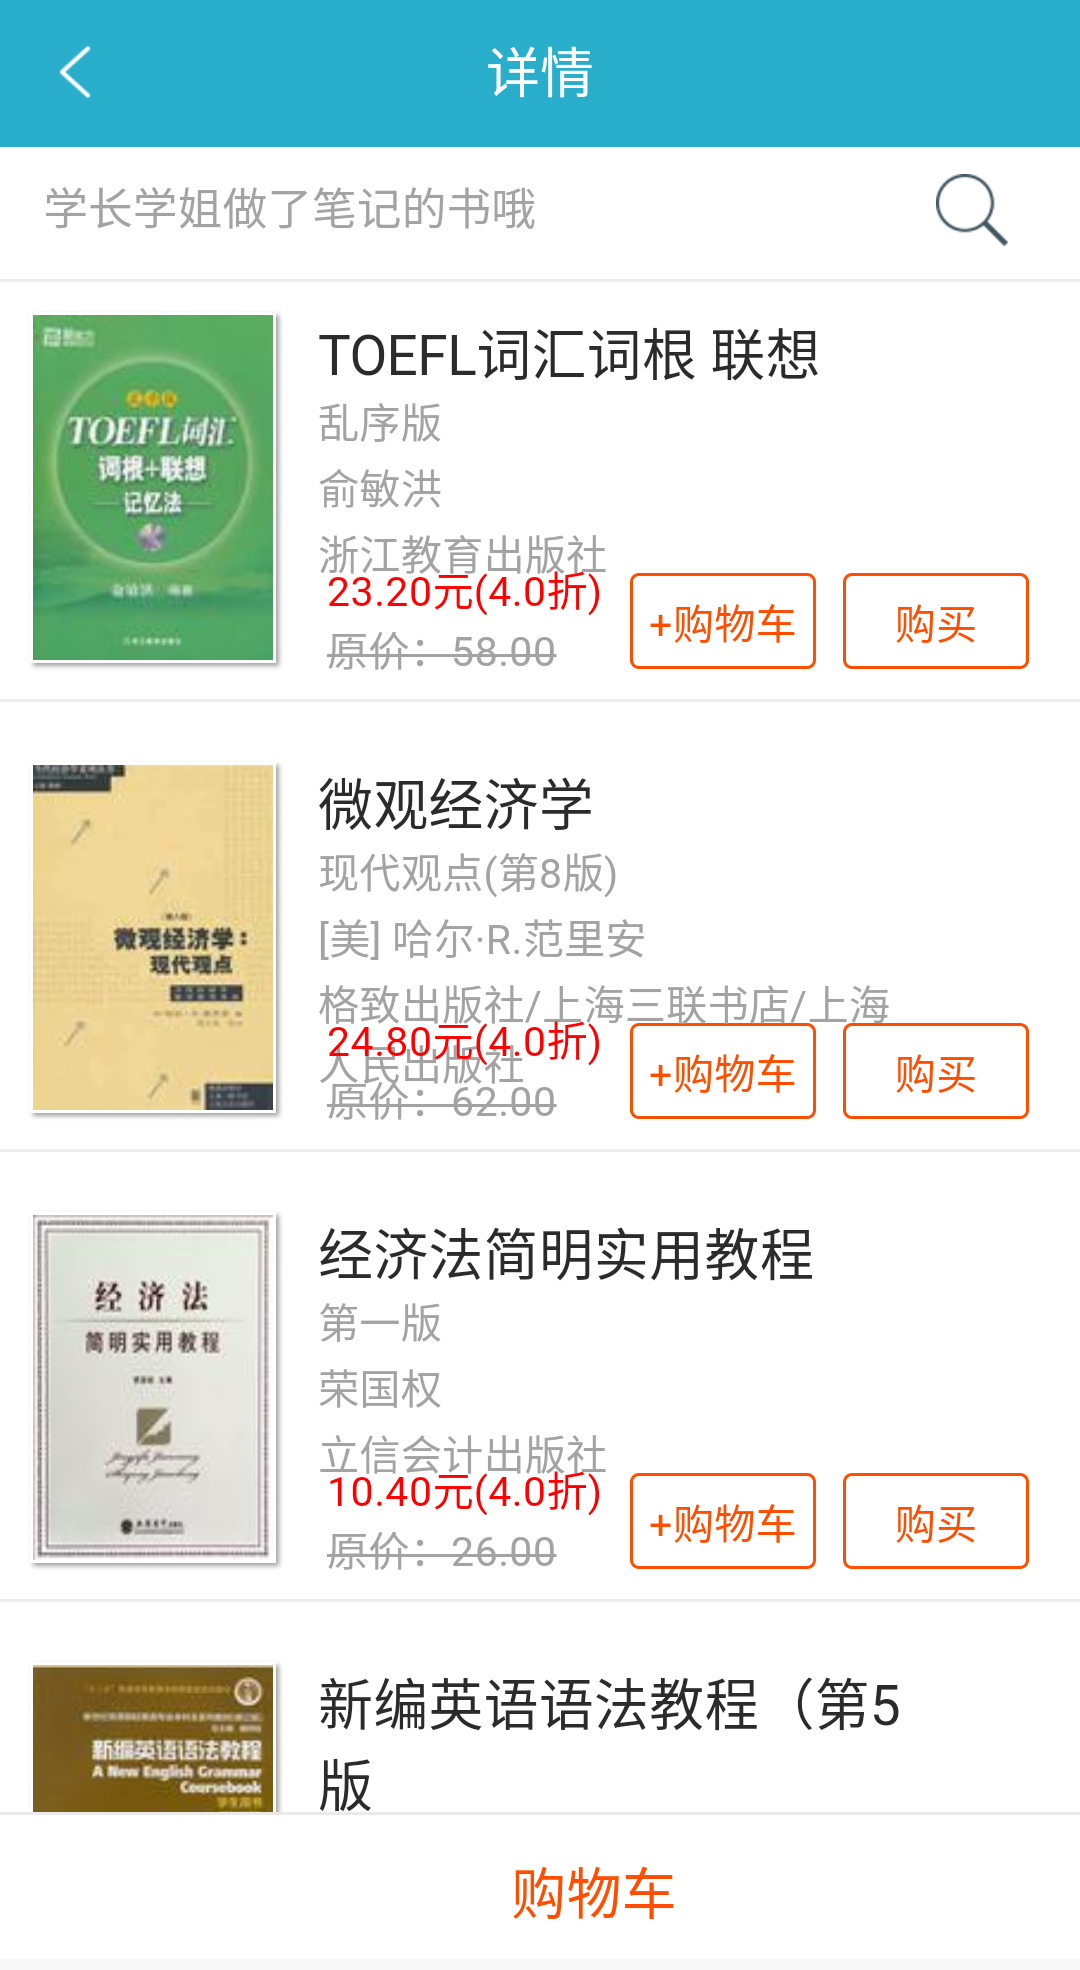 详情
学长学姐做了笔记的书哦
TOEFL词汇
词根+联想
记忆法
TOEFL词汇词根 联想
乱序版
俞敏洪
浙江教育出版社
23.20元(4.0折)
原价：58.00
+购物车
购买
微观经济学：
现代观点
微观经济学
现代观点(第8版)
[美] 哈尔·R.范里安
格致出版社/上海三联书店/上海
人民出版社
24.80元(4.0折)
原价：62.00
+购物车
购买
经济法
简明实用教程
经济法简明实用教程
第一版
荣国权
立信会计出版社
10.40元(4.0折)
原价：26.00
+购物车
购买
新编英语语法教程
A New English Grammar
Coursebook
学生用书
新编英语语法教程（第5
版
购物车